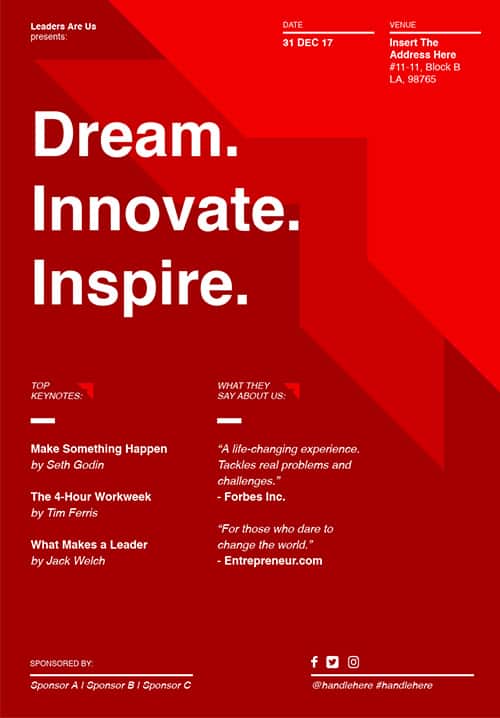 Leaders Are Us
presents:
DATE
31 DEC 17
VENUE
Insert The
Address Here
#11-11, Block B
LA, 98765
Dream.
Innovate.
Inspire.
TOP
KEYNOTES:
Make Something Happen
by Seth Godin
The 4-Hour Workweek
by Tim Ferris
What Makes a Leader
by Jack Welch
WHAT THEY
SAY ABOUT US:
“A life-changing experience.
Tackles real problems and
challenges.”
- Forbes Inc.
“For those who dare to
change the world.”
- Entrepreneur.com
SPONSORED BY:
Sponsor A I Sponsor B I Sponsor C
@handlehere #handlehere